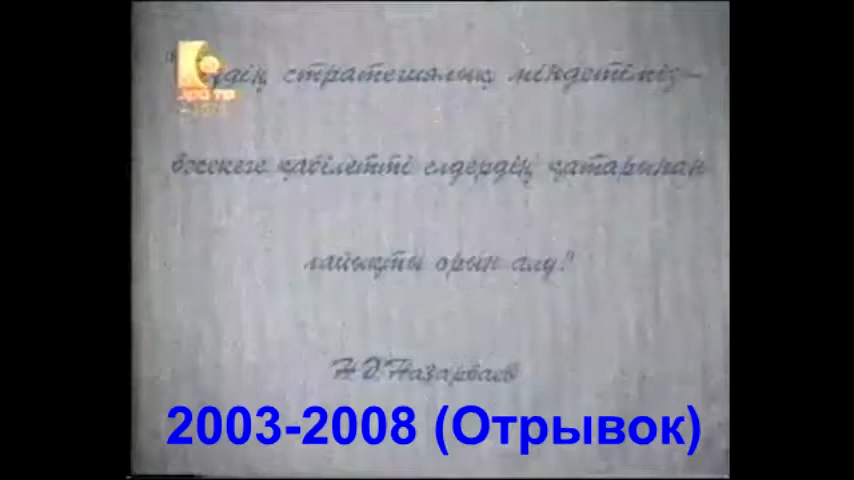 стратегиялық міндетіміз –
бәсекеге қабілетті елдердің қатарынан
лайықты орын алу!"
Н.Ә.Назарбаев
2003-2008 (Отрывок)